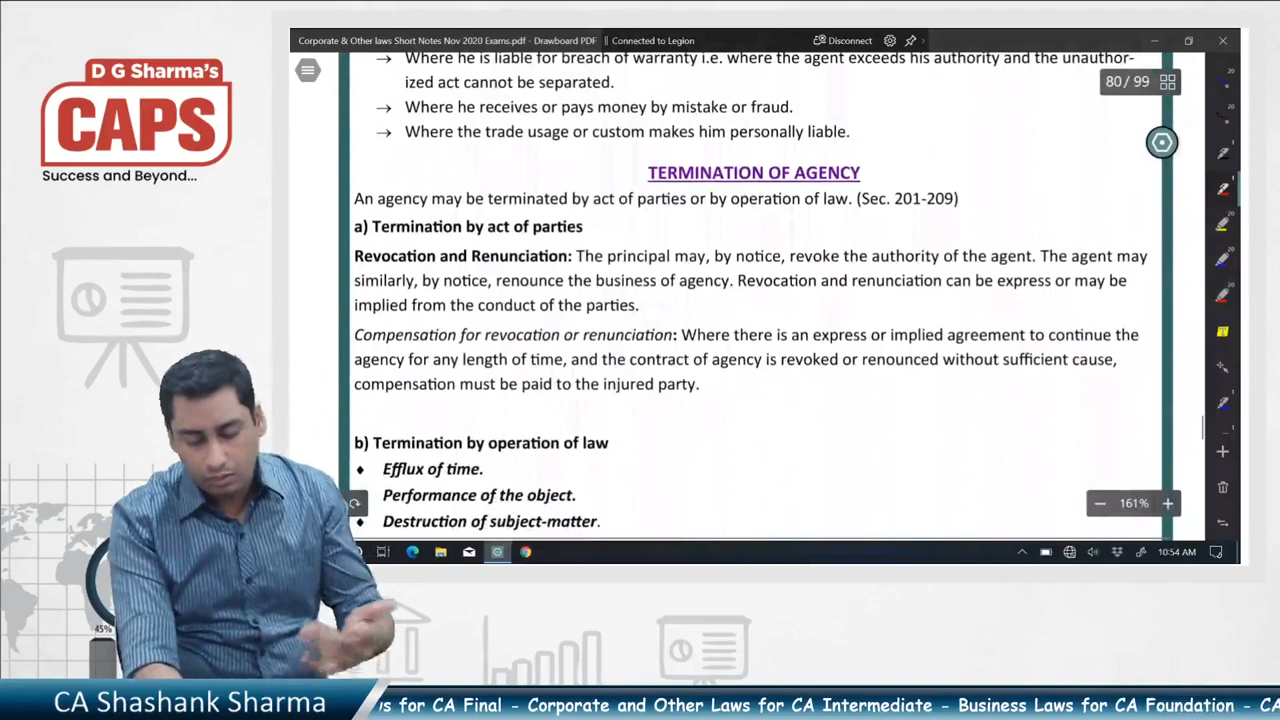 D G Sharma's
CAPS
Success and Beyond...
Corporate & Other laws Short Notes Nov 2020 Exams.pdf - Drawboard PDF
Connected to Legion
Disconnect
→ Where he is liable for breach of warranty i.e. where the agent exceeds his authority and the unauthor-
ized act cannot be separated.
80 / 99
→ Where he receives or pays money by mistake or fraud.
→ Where the trade usage or custom makes him personally liable.
TERMINATION OF AGENCY
An agency may be terminated by act of parties or by operation of law. (Sec. 201-209)
a) Termination by act of parties
Revocation and Renunciation: The principal may, by notice, revoke the authority of the agent. The agent may
similarly, by notice, renounce the business of agency. Revocation and renunciation can be express or may be
implied from the conduct of the parties.
Compensation for revocation or renunciation: Where there is an express or implied agreement to continue the
agency for any length of time, and the contract of agency is revoked or renounced without sufficient cause,
compensation must be paid to the injured party.
b) Termination by operation of law
♦ Efflux of time.
Performance of the object.
♦ Destruction of subject-matter.
161%
10:54 AM
45%
CA Shashank Sharma
s for CA Final – Corporate and Other Laws for CA Intermediate – Business Laws for CA Foundation – CA